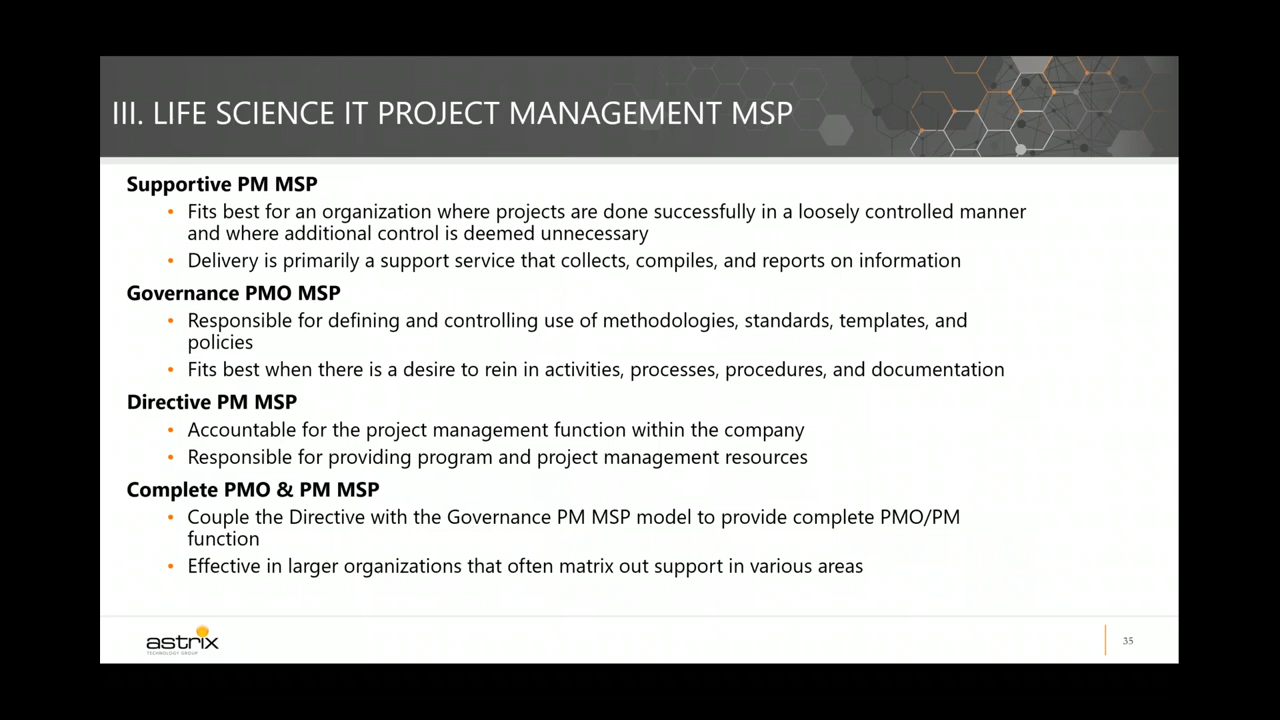 III. LIFE SCIENCE IT PROJECT MANAGEMENT MSP
Supportive PM MSP
• Fits best for an organization where projects are done successfully in a loosely controlled manner
and where additional control is deemed unnecessary
• Delivery is primarily a support service that collects, compiles, and reports on information
Governance PMO MSP
• Responsible for defining and controlling use of methodologies, standards, templates, and
policies
• Fits best when there is a desire to rein in activities, processes, procedures, and documentation
Directive PM MSP
• Accountable for the project management function within the company
• Responsible for providing program and project management resources
Complete PMO & PM MSP
• Couple the Directive with the Governance PM MSP model to provide complete PMO/PM
function
• Effective in larger organizations that often matrix out support in various areas
astrix
TECHNOLOGY GROUP
35